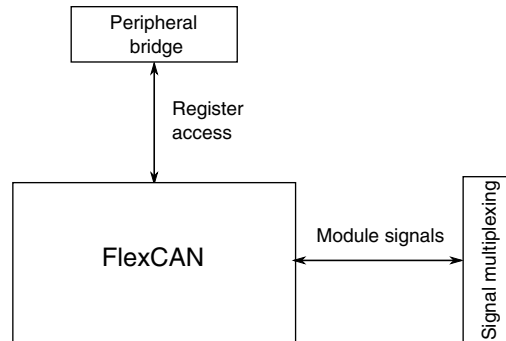 Peripheral
bridge
Register
access
FlexCAN
Module signals
Signal multiplexing